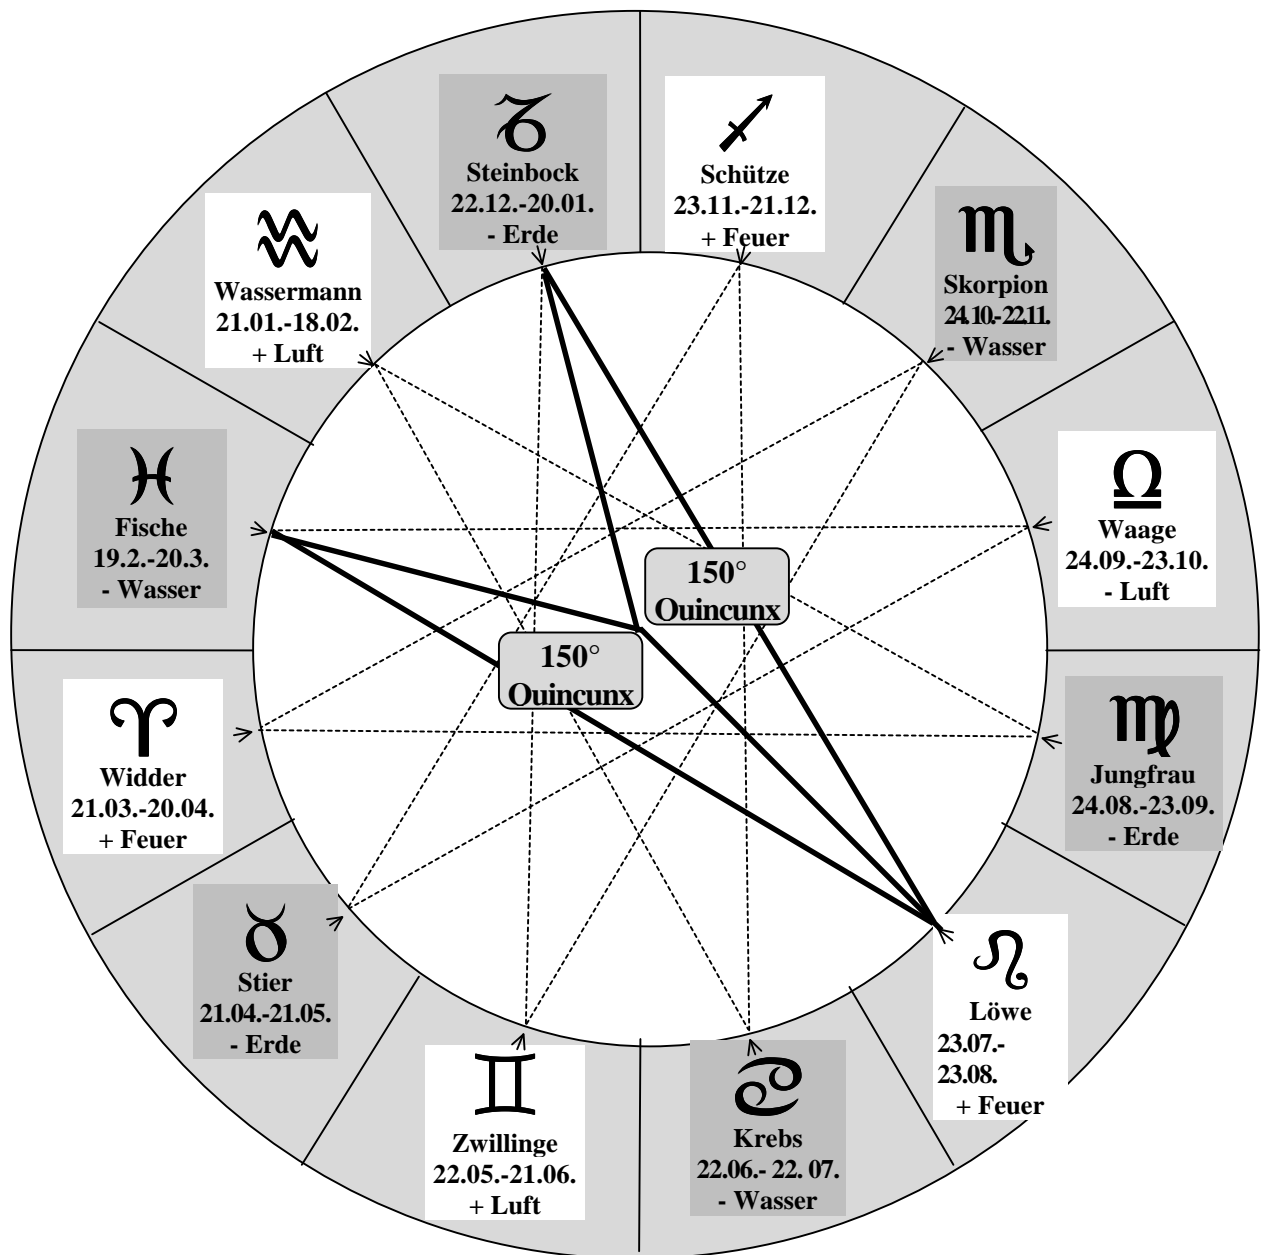 Steinbock
22.12.-20.01.
- Erde
Schütze
23.11.-21.12.
+ Feuer
Wassermann
21.01.-18.02.
+ Luft
Skorpion
24.10.-22.11.
- Wasser
Fische
19.2.-20.3.
- Wasser
Waage
24.09.-23.10.
- Luft
150°
Quincunx
150°
Quincunx
Widder
21.03.-20.04.
+ Feuer
Jungfrau
24.08.-23.09.
- Erde
Stier
21.04.-21.05.
- Erde
Löwe
23.07.-
23.08.
+ Feuer
Zwillinge
22.05.-21.06.
+ Luft
Krebs
22.06.- 22. 07.
- Wasser